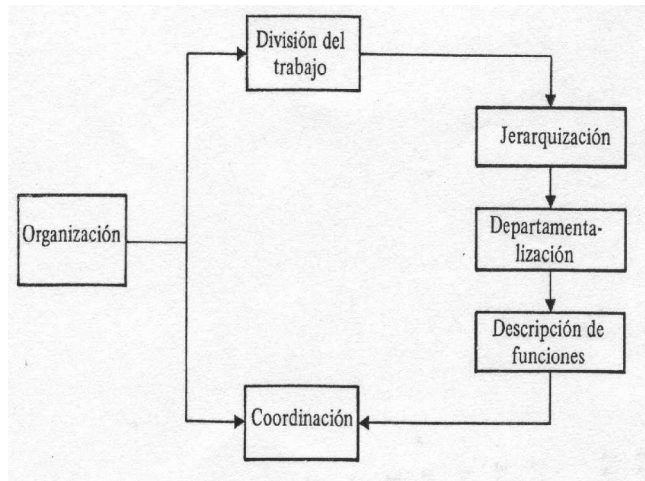 División del
trabajo
Jerarquización
Organización
Departamenta-
lización
Descripción de
funciones
Coordinación